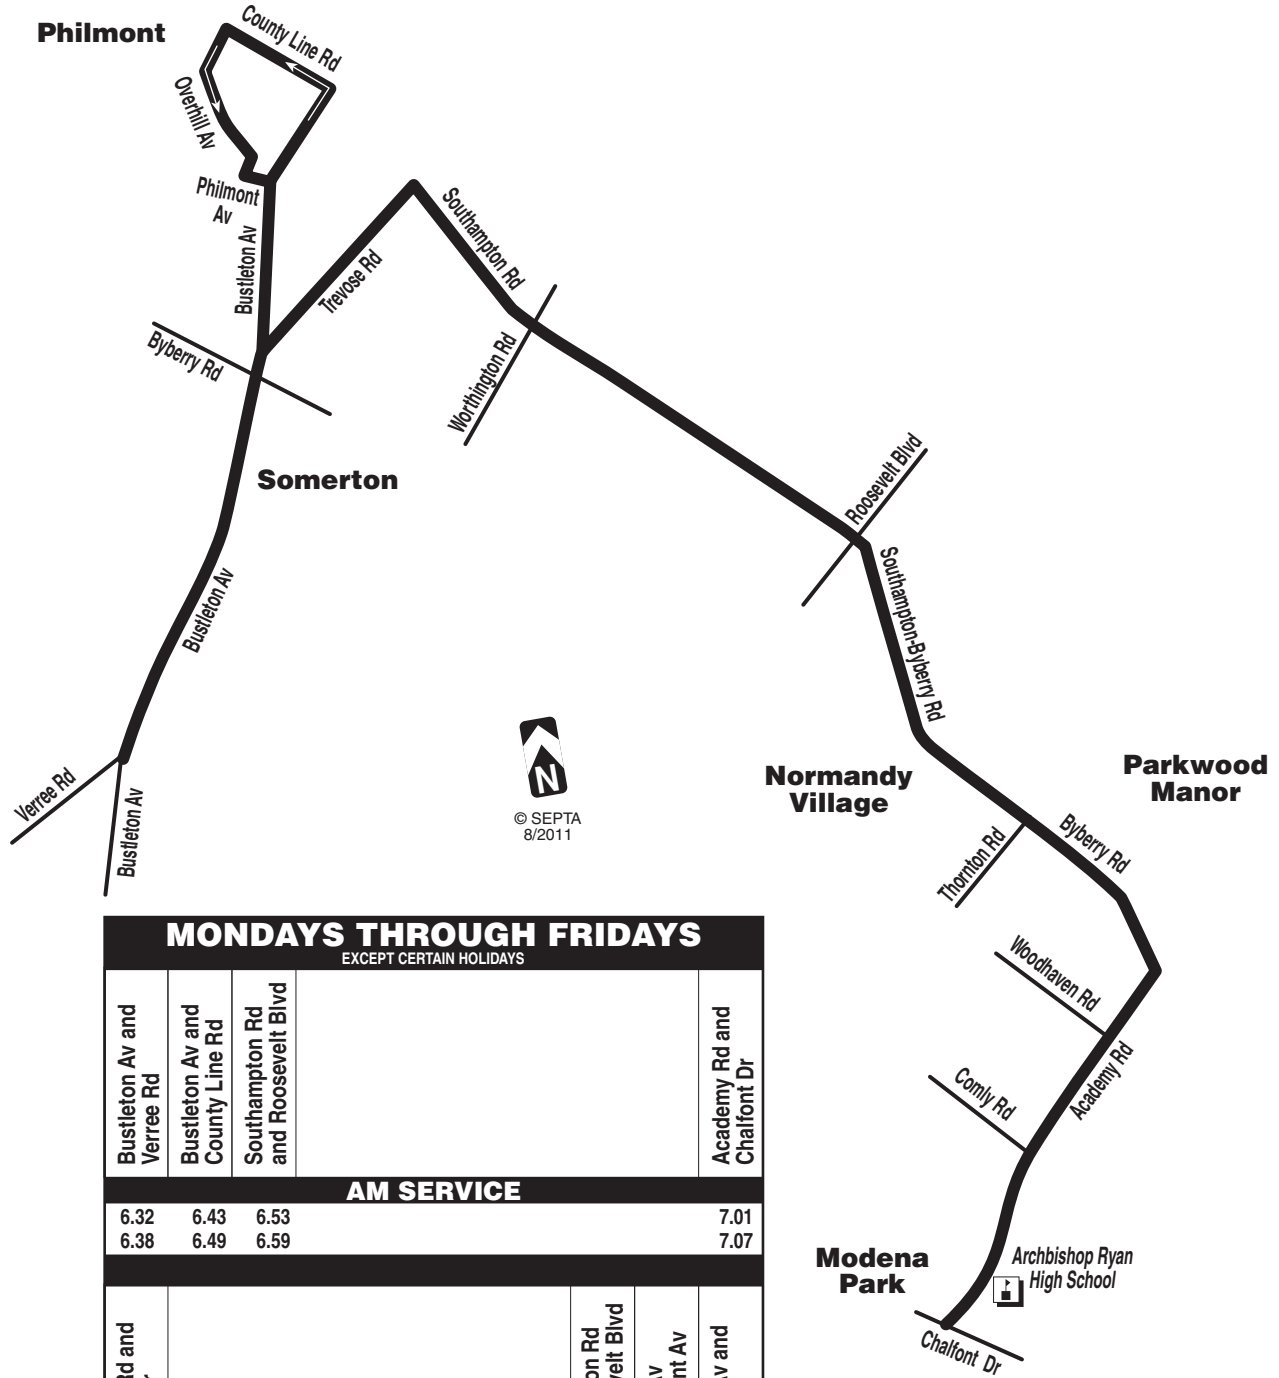 Philmont
County Line Rd
Overhill Av
Philmont
Av
Bustleton Av
Trevose Rd
Southampton Rd
Byberry Rd
Worthington Rd
Somerton
Roosevelt Blvd
Bustleton Av
Southampton-Byberry Rd
Verree Rd
Bustleton Av
N
© SEPTA
8/2011
Normandy
Village
Parkwood
Manor
Byberry Rd
Thornton Rd
Woodhaven Rd
Academy Rd
Comly Rd
Modena
Park
Archbishop Ryan
High School
Chalfont Dr
MONDAYS THROUGH FRIDAYS
EXCEPT CERTAIN HOLIDAYS
Bustleton Av and
Verree Rd
Bustleton Av and
County Line Rd
Southampton Rd
and Roosevelt Blvd
Academy Rd and
Chalfont Dr
AM SERVICE
6.32 6.43 6.53 7.01
6.38 6.49 6.59 7.07
and
Rd
Blvd
Av
and